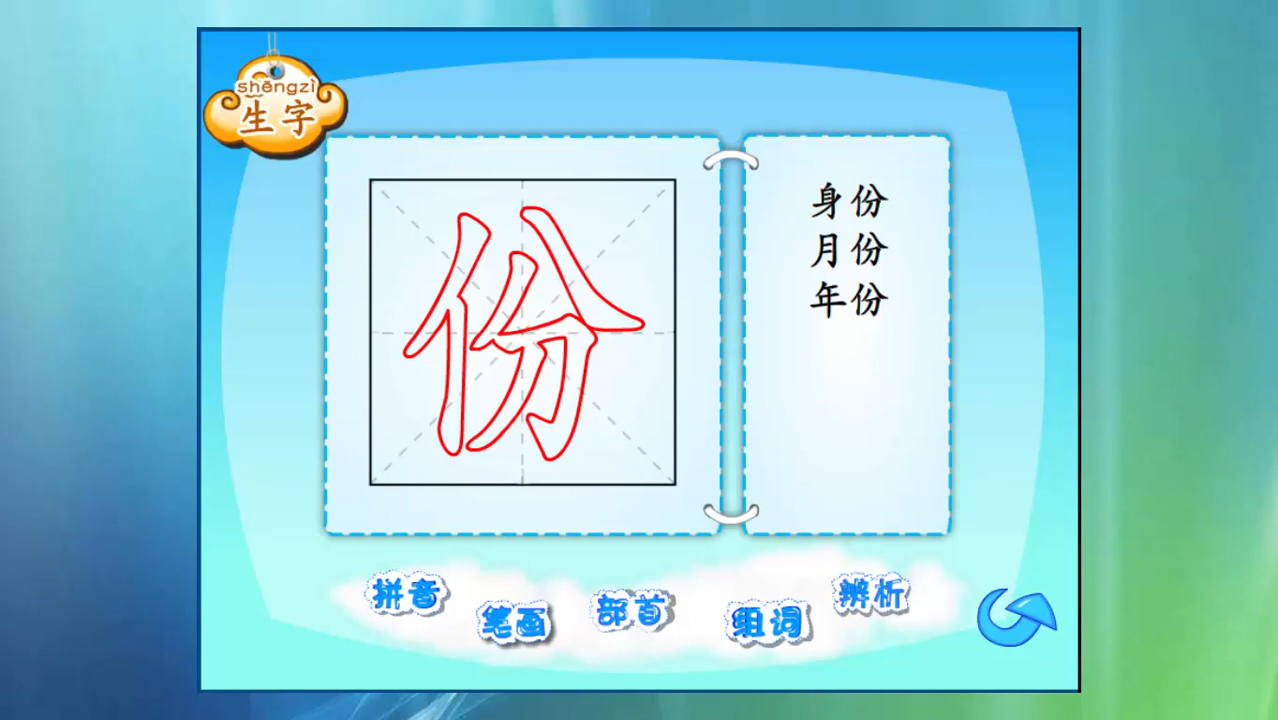 shēngzì
生字
份
身份
月份
年份
拼音
笔画
部首
组词
辨析